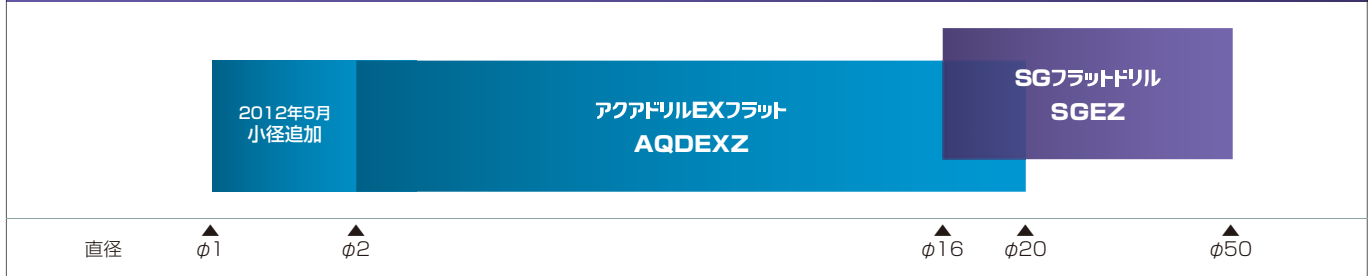 2012年5月
小径追加
アクアドリルEXフラット
AQDEXZ
SGフラットドリル
SGEZ
直径 φ1 φ2 φ16 φ20 φ50